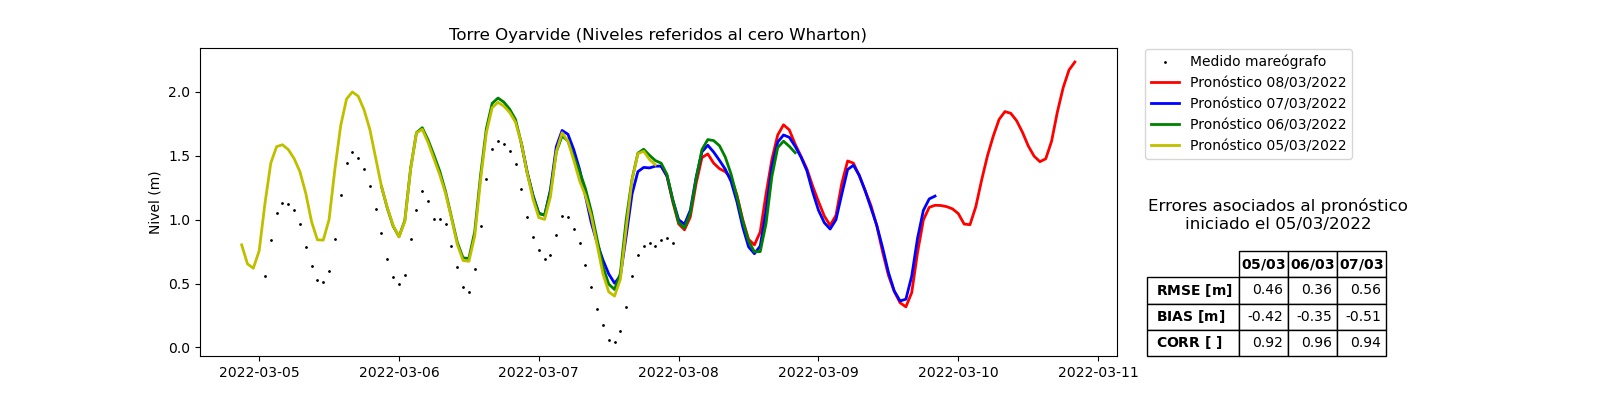 Torre Oyarvide (Niveles referidos al cero Wharton)
Nivel (m)
2.0
1.5
1.0
0.5
0.0
2022-03-05 2022-03-06 2022-03-07 2022-03-08 2022-03-09 2022-03-10 2022-03-11
Medido mareógrafo
Pronóstico 08/03/2022
Pronóstico 07/03/2022
Pronóstico 06/03/2022
Pronóstico 05/03/2022
Errores asociados al pronóstico
iniciado el 05/03/2022
05/03 06/03 07/03
RMSE [m] 0.46 0.36 0.56
BIAS [m] -0.42 -0.35 -0.51
CORR [ ] 0.92 0.96 0.94